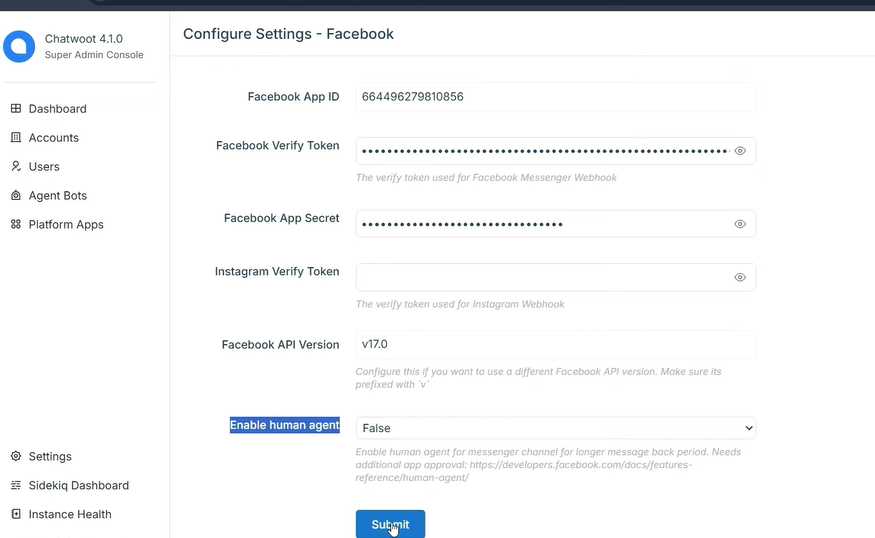 Chatwoot 4.1.0
Super Admin Console
Dashboard
Accounts
Users
Agent Bots
Platform Apps
Settings
Sidekiq Dashboard
Instance Health
Configure Settings - Facebook
Facebook App ID
664496279810856
Facebook Verify Token
The verify token used for Facebook Messenger Webhook
Facebook App Secret
Instagram Verify Token
The verify token used for Instagram Webhook
Facebook API Version
v17.0
Configure this if you want to use a different Facebook API version. Make sure its
prefixed with `v`
Enable human agent
False
Enable human agent for messenger channel for longer message back period. Needs
additional app approval: https://developers.facebook.com/docs/features-
reference/human-agent/
Submit